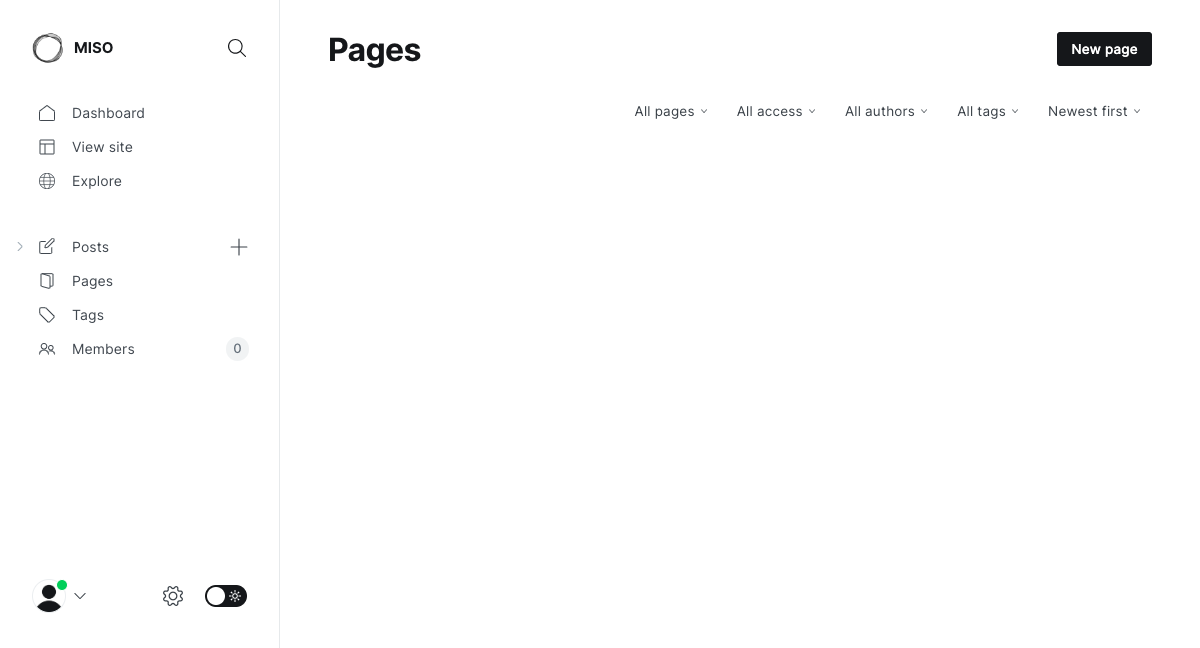 MISO
Dashboard
View site
Explore
Posts
Pages
Tags
Members 0
Pages
New page
All pages All access All authors All tags Newest first